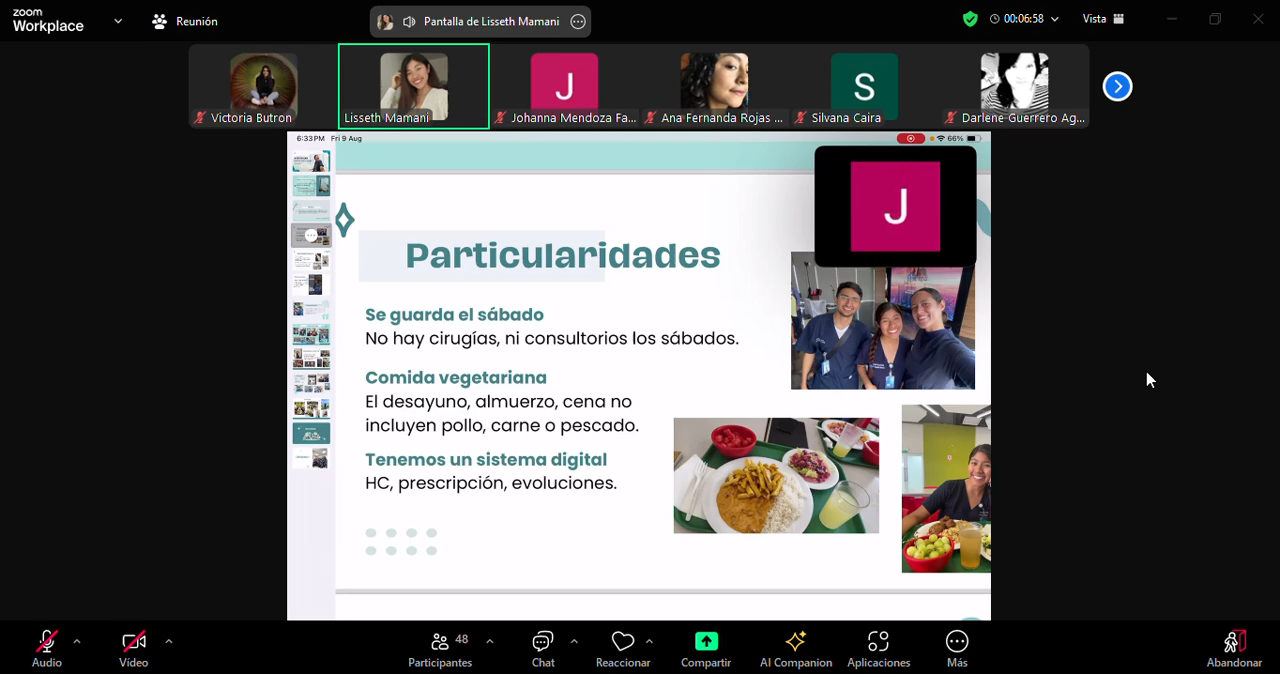 zoom
Workplace
Reunión
Pantalla de Lisseth Mamani
00:06:58
Vista
Victoria Butron
Lisseth Mamani
J
Johanna Mendoza Fa...
Ana Fernanda Rojas ...
S
Silvana Caira
Darlene Guerrero Ag...
6:33 PM Fri 9 Aug
66%
J
Particularidades
Se guarda el sábado
No hay cirugías, ni consultorios los sábados.
Comida vegetariana
El desayuno, almuerzo, cena no
incluyen pollo, carne o pescado.
Tenemos un sistema digital
HC, prescripción, evoluciones.
48
Audio
Vídeo
Participantes
Chat
Reaccionar
Compartir
AI Companion
Aplicaciones
Más
Abandonar